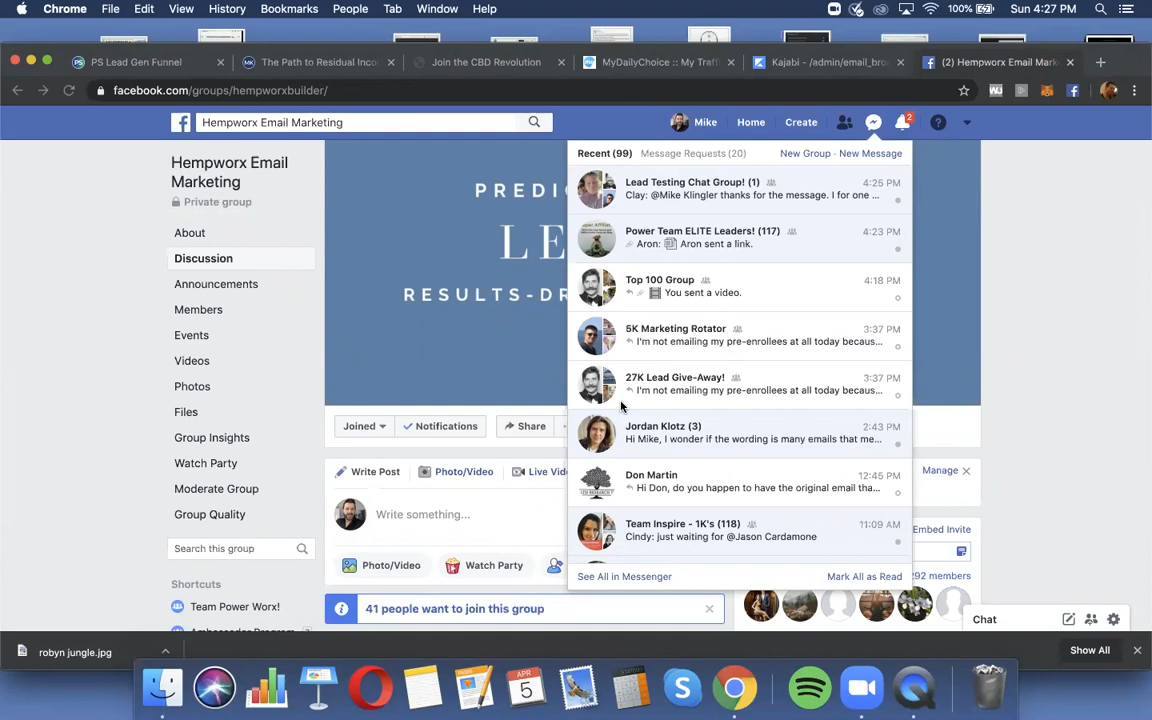 Chrome File Edit View History Bookmarks People Tab Window Help 100% Sun 4:27 PM
PS Lead Gen Funnel The Path to Residual Inco Join the CBD Revolution MyDailyChoice :: My Traf Kajabi - /admin/email_bro (2) Hempworx Email Mark
facebook.com/groups/hempworxbuilder/
Hempworx Email Marketing Mike Home Create 2
Recent (99) Message Requests (20) New Group · New Message
Hempworx Email
Marketing
Private group
About
Discussion
Announcements
Members
Events
Videos
Photos
Files
Group Insights
Watch Party
Moderate Group
Group Quality
Search this group
Shortcuts
Team Power Worx!
Ambassador Program
PREDI
LE
RESULTS-DR
Lead Testing Chat Group! (1) 4:25 PM
Clay: @Mike Klingler thanks for the message. I for one ...
Power Team ELITE Leaders! (117) 4:23 PM
Aron: Aron sent a link.
Top 100 Group 4:18 PM
You sent a video.
5K Marketing Rotator 3:37 PM
I'm not emailing my pre-enrollees at all today becaus...
27K Lead Give-Away! 3:37 PM
I'm not emailing my pre-enrollees at all today becaus...
Jordan Klotz (3) 2:43 PM
Hi Mike, I wonder if the wording is many emails that me...
Don Martin 12:45 PM
Hi Don, do you happen to have the original email tha...
Team Inspire - 1K's (118) 11:09 AM
Cindy: just waiting for @Jason Cardamone
See All in Messenger Mark All as Read
Joined Notifications Share
Write Post Photo/Video Live Vid
Write something...
Photo/Video Watch Party
41 people want to join this group
Manage
Embed Invite
292 members
Chat
robyn jungle.jpg Show All
APR
5